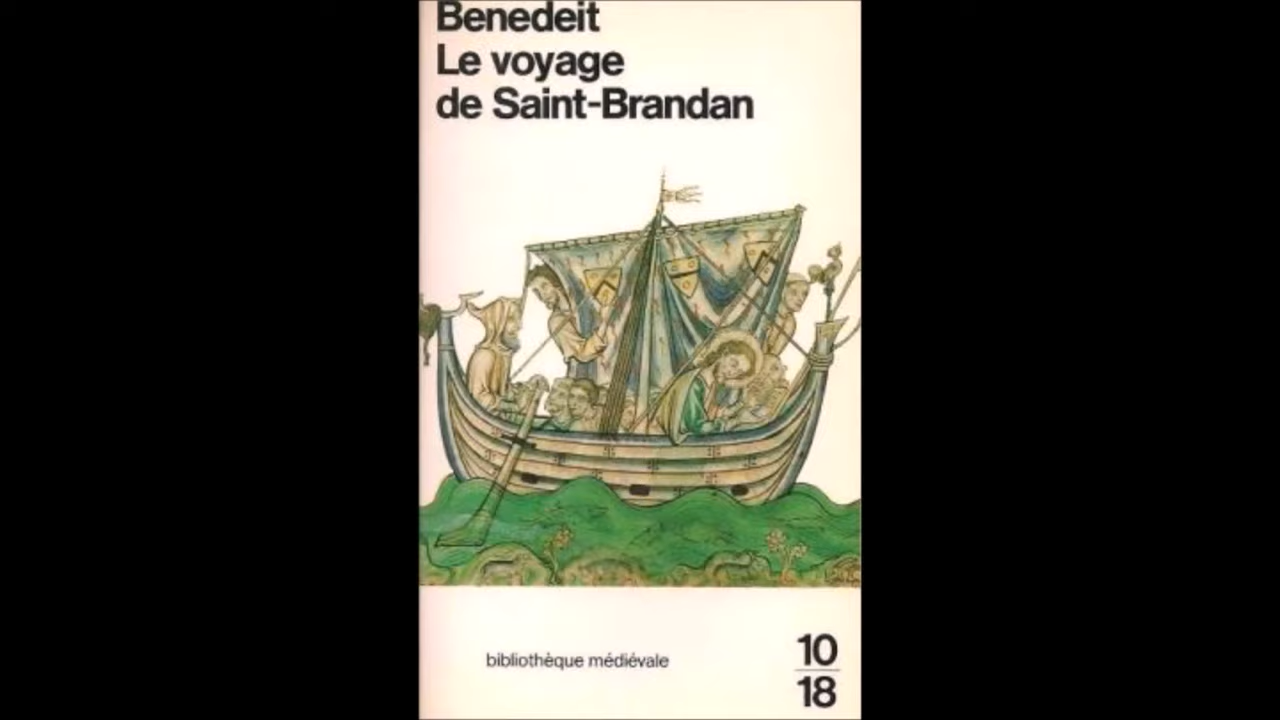 Benedeit
Le voyage
de Saint-Brandan
bibliothèque médiévale
10
18